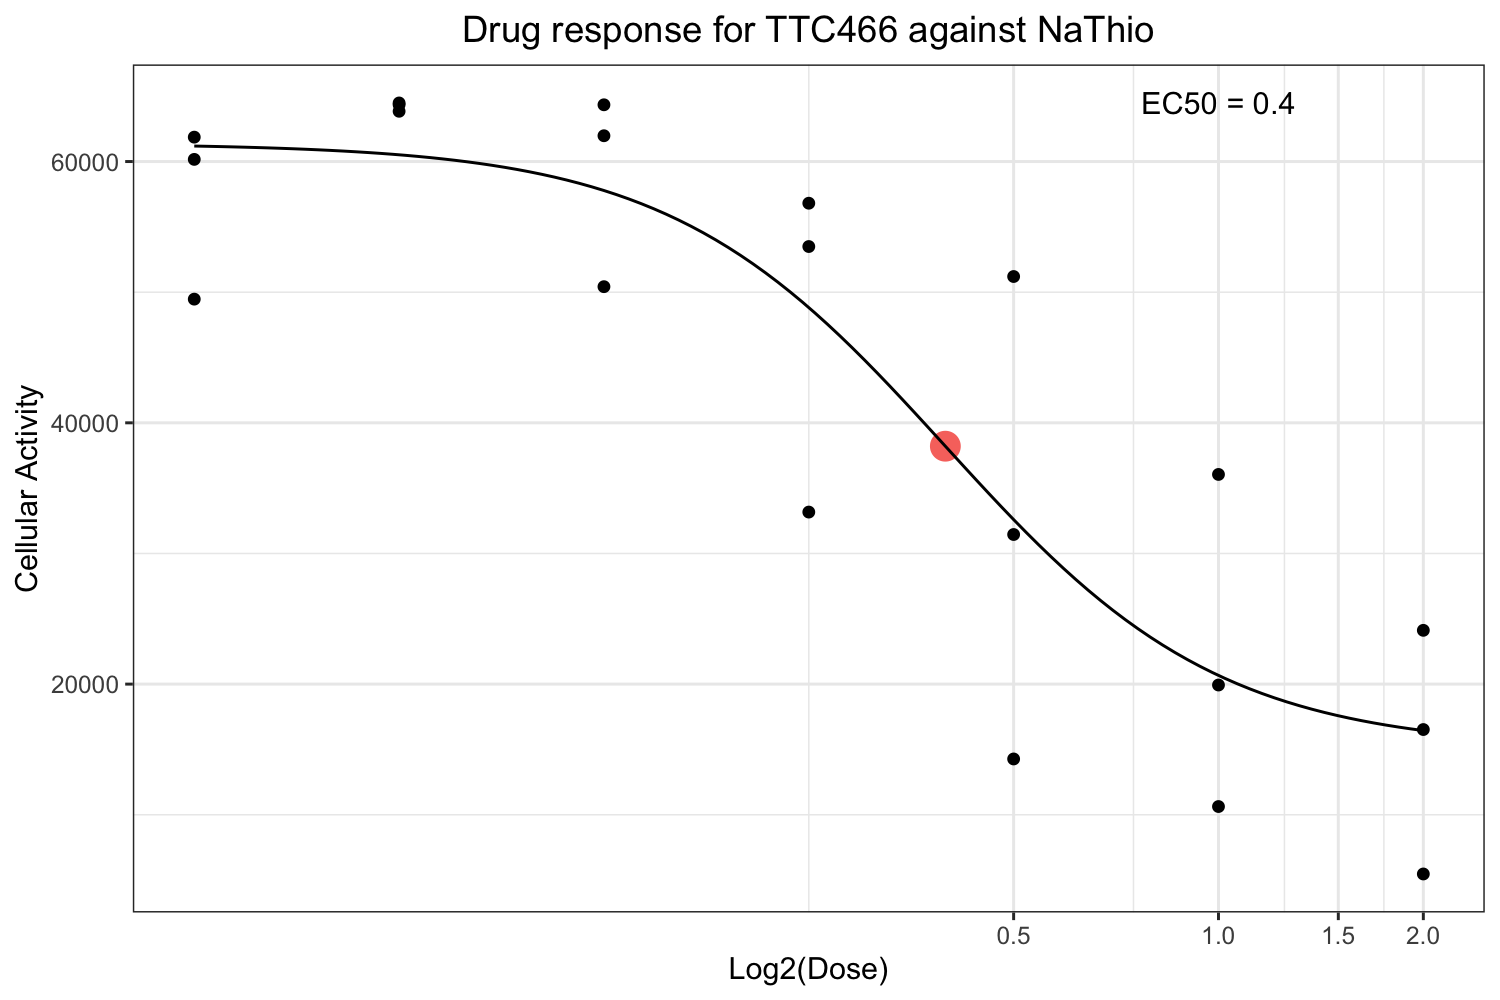 Drug response for TTC466 against NaThio
EC50 = 0.4
60000
40000
20000
Cellular Activity
0.5 1.0 1.5 2.0
Log2(Dose)